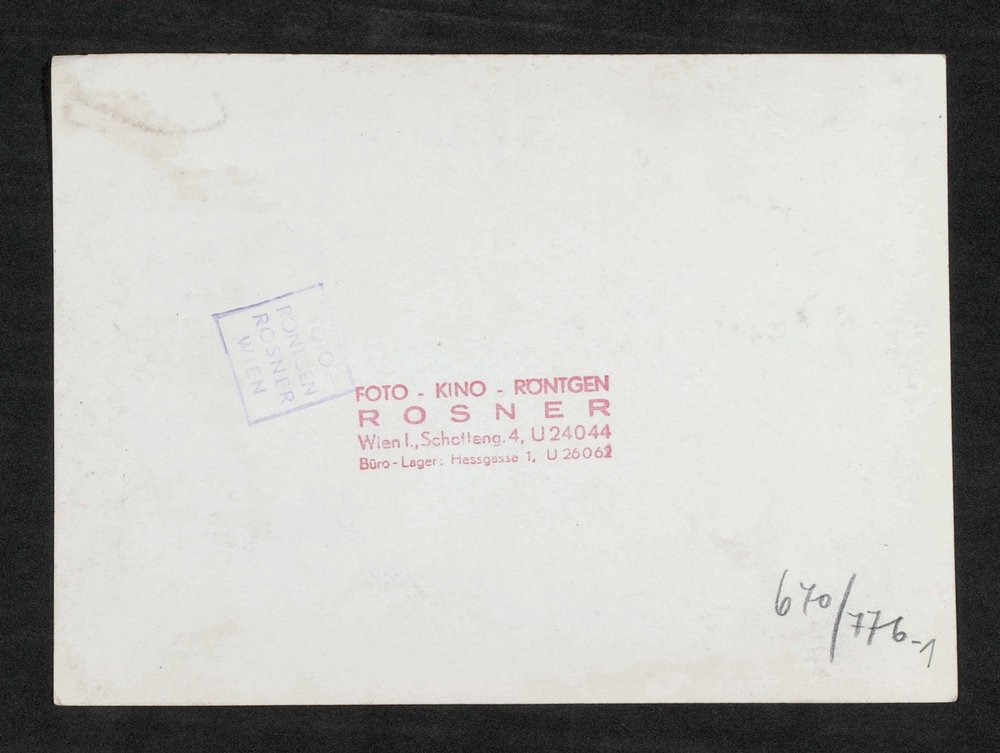 FOTO-
RÖNTGEN
ROSNER
WIEN
FOTO - KINO - RÖNTGEN
ROSNER
Wien I., Schotteng. 4, U 24044
Büro - Lager: Hessgasse 1, U 26062
670/776-1